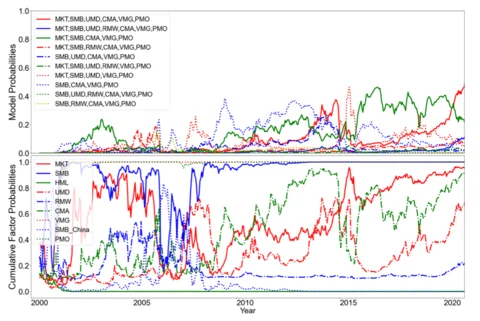 Model Probabilities
1.0
0.8
0.6
0.4
0.2
0.0
MKT,SMB,UMD,CMA,VMG,PMO
MKT,SMB,UMD,RMW,CMA,VMG,PMO
SMB,UMD,CMA,VMG,PMO
MKT,SMB,RMW,CMA,VMG,PMO
SMB,UMD,CMA,VMG,PMO
MKT,SMB,UMD,RMW,VMG,PMO
MKT,SMB,UMD,VMG,PMO
SMB,CMA,VMG,PMO
SMB,UMD,RMW,CMA,VMG,PMO
SMB,RMW,CMA,VMG,PMO
Cumulative Factor Probabilities
1.0
0.8
0.6
0.4
0.2
0.0
MKT
SMB
HML
UMD
RMW
CMA
VMG
SMB_China
PMO
2000
2005
2010
2015
2020
Year